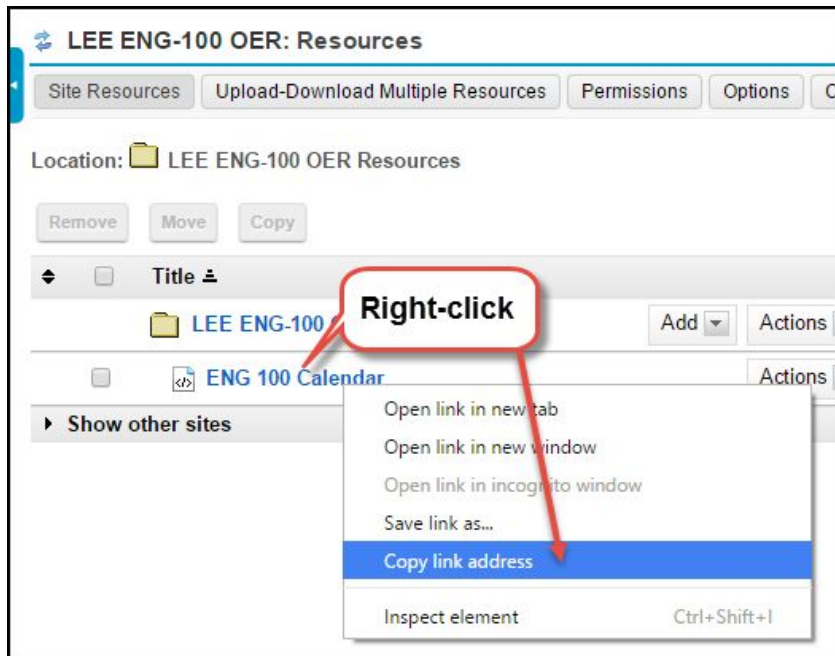 LEE ENG-100 OER: Resources
Site Resources Upload-Download Multiple Resources Permissions Options
Location: LEE ENG-100 OER Resources
Remove Move Copy
Title
LEE ENG-100 Add Actions
Right-click
ENG 100 Calendar Actions
Show other sites
Open link in new tab
Open link in new window
Open link in incognito window
Save link as...
Copy link address
Inspect element Ctrl+Shift+I